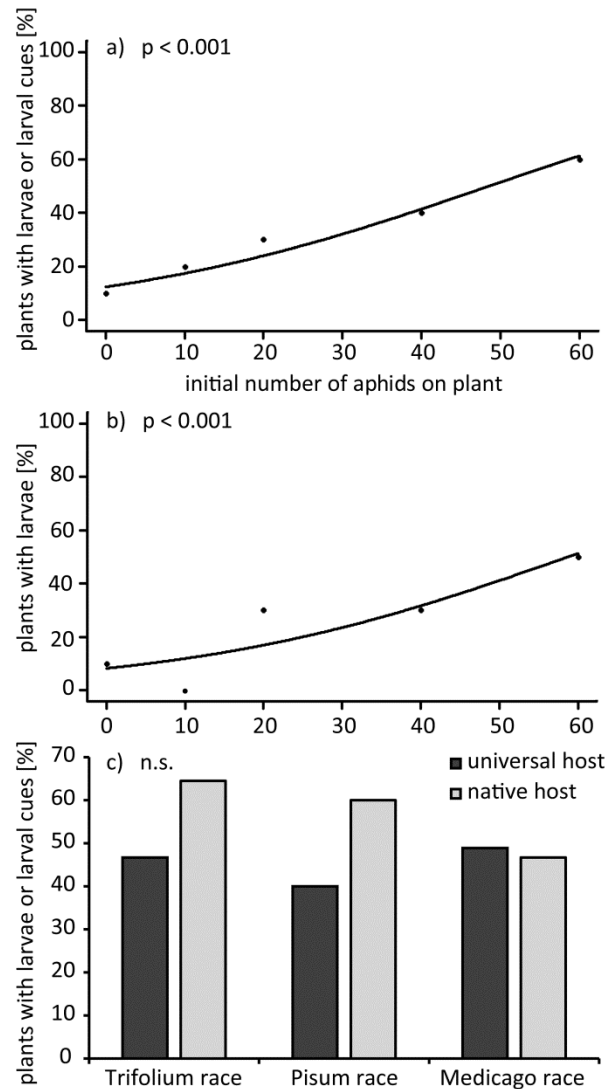 plants with larvae or larval cues [%]
a) p < 0.001
100
80
60
40
20
0
0 10 20 30 40 50 60
initial number of aphids on plant
plants with larvae [%]
b) p < 0.001
100
80
60
40
20
0
0 10 20 30 40 50 60
plants with larvae or larval cues [%]
c) n.s.
universal host
native host
70
60
50
40
30
20
10
0
Trifolium race Pisum race Medicago race